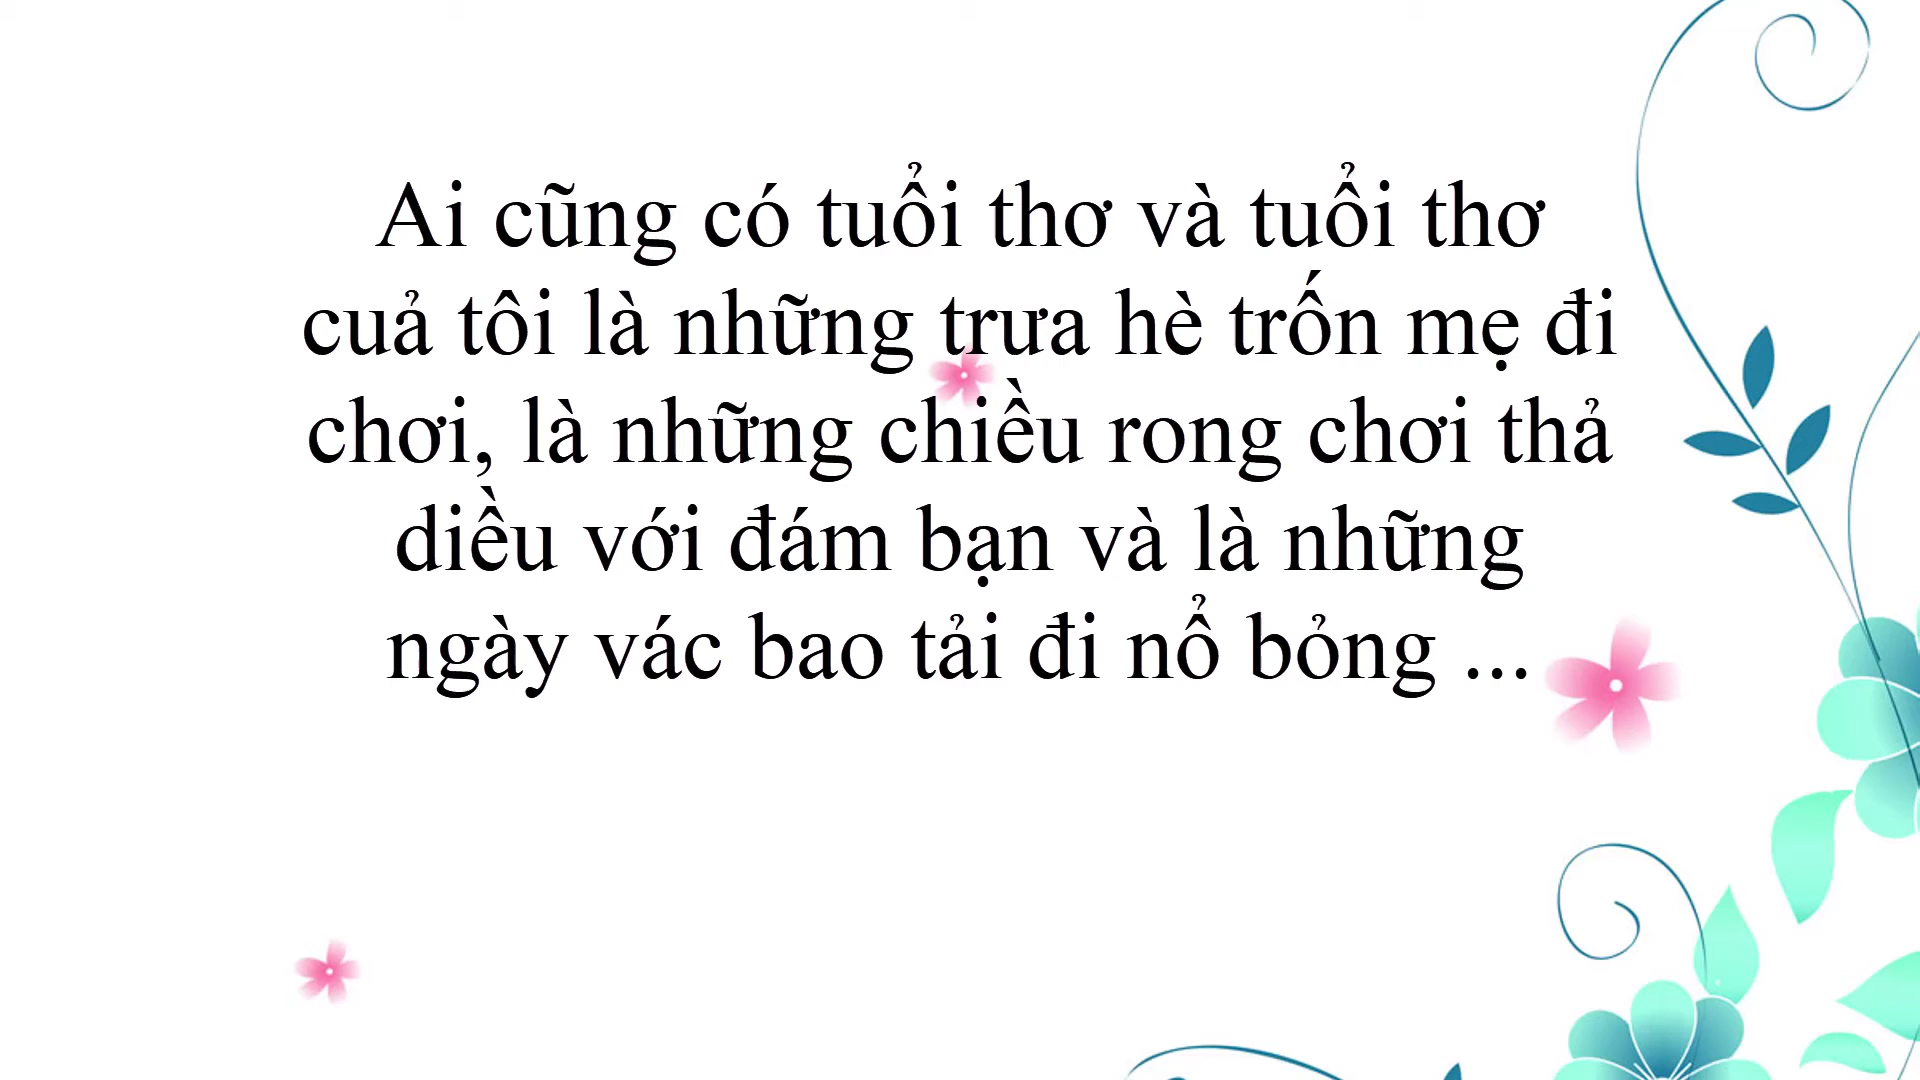 Ai cũng có tuổi thơ và tuổi thơ
cuả tôi là những trưa hè trốn mẹ đi
chơi, là những chiều rong chơi thả
diều với đám bạn và là những
ngày vác bao tải đi nổ bỏng ...